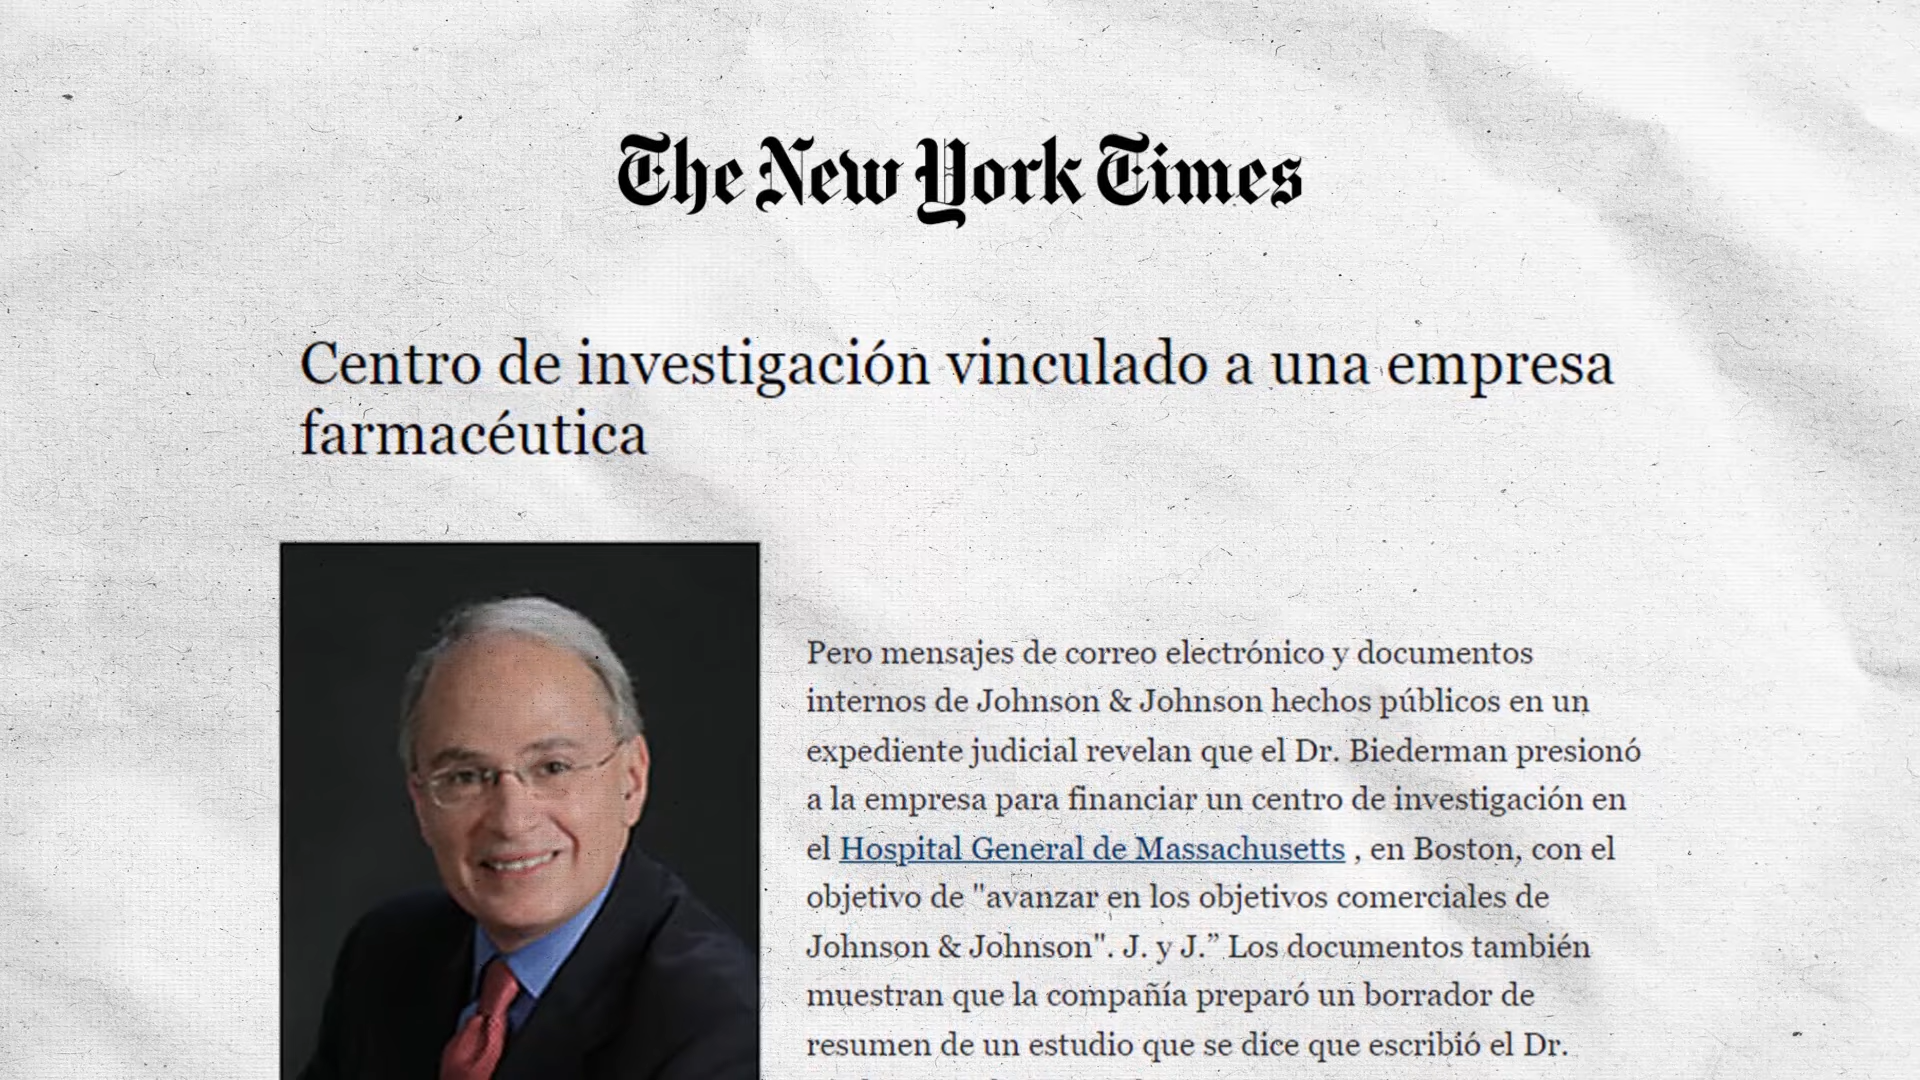 The New York Times
Centro de investigación vinculado a una empresa
farmacéutica
Pero mensajes de correo electrónico y documentos
internos de Johnson & Johnson hechos públicos en un
expediente judicial revelan que el Dr. Biederman presionó
a la empresa para financiar un centro de investigación en
el Hospital General de Massachusetts , en Boston, con el
objetivo de "avanzar en los objetivos comerciales de
Johnson & Johnson". J. y J.” Los documentos también
muestran que la compañía preparó un borrador de
resumen de un estudio que se dice que escribió el Dr.